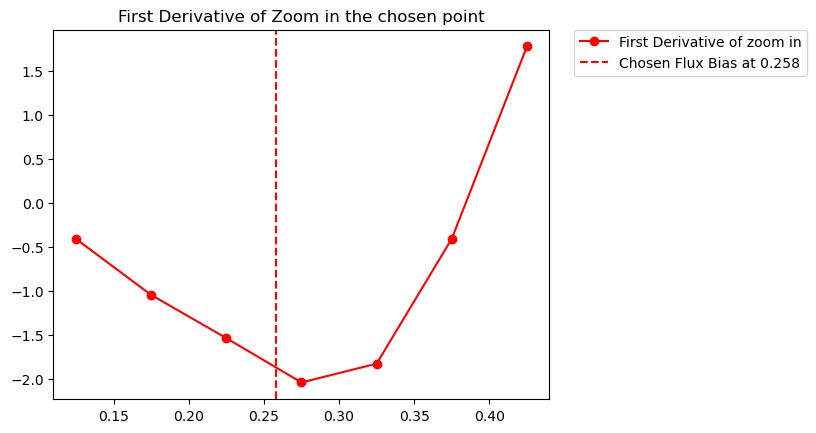 First Derivative of Zoom in the chosen point
First Derivative of zoom in
Chosen Flux Bias at 0.258
1.5
1.0
0.5
0.0
−0.5
−1.0
−1.5
−2.0
0.15 0.20 0.25 0.30 0.35 0.40